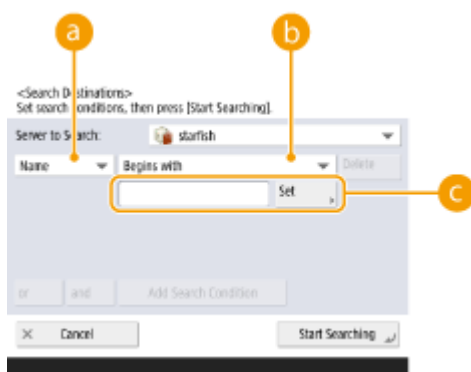 a
b
<Search Destinations>
Set search conditions, then press [Start Searching].
Server to Search:
starfish
Name
Begins with
Delete
Set
c
or
and
Add Search Condition
× Cancel
Start Searching